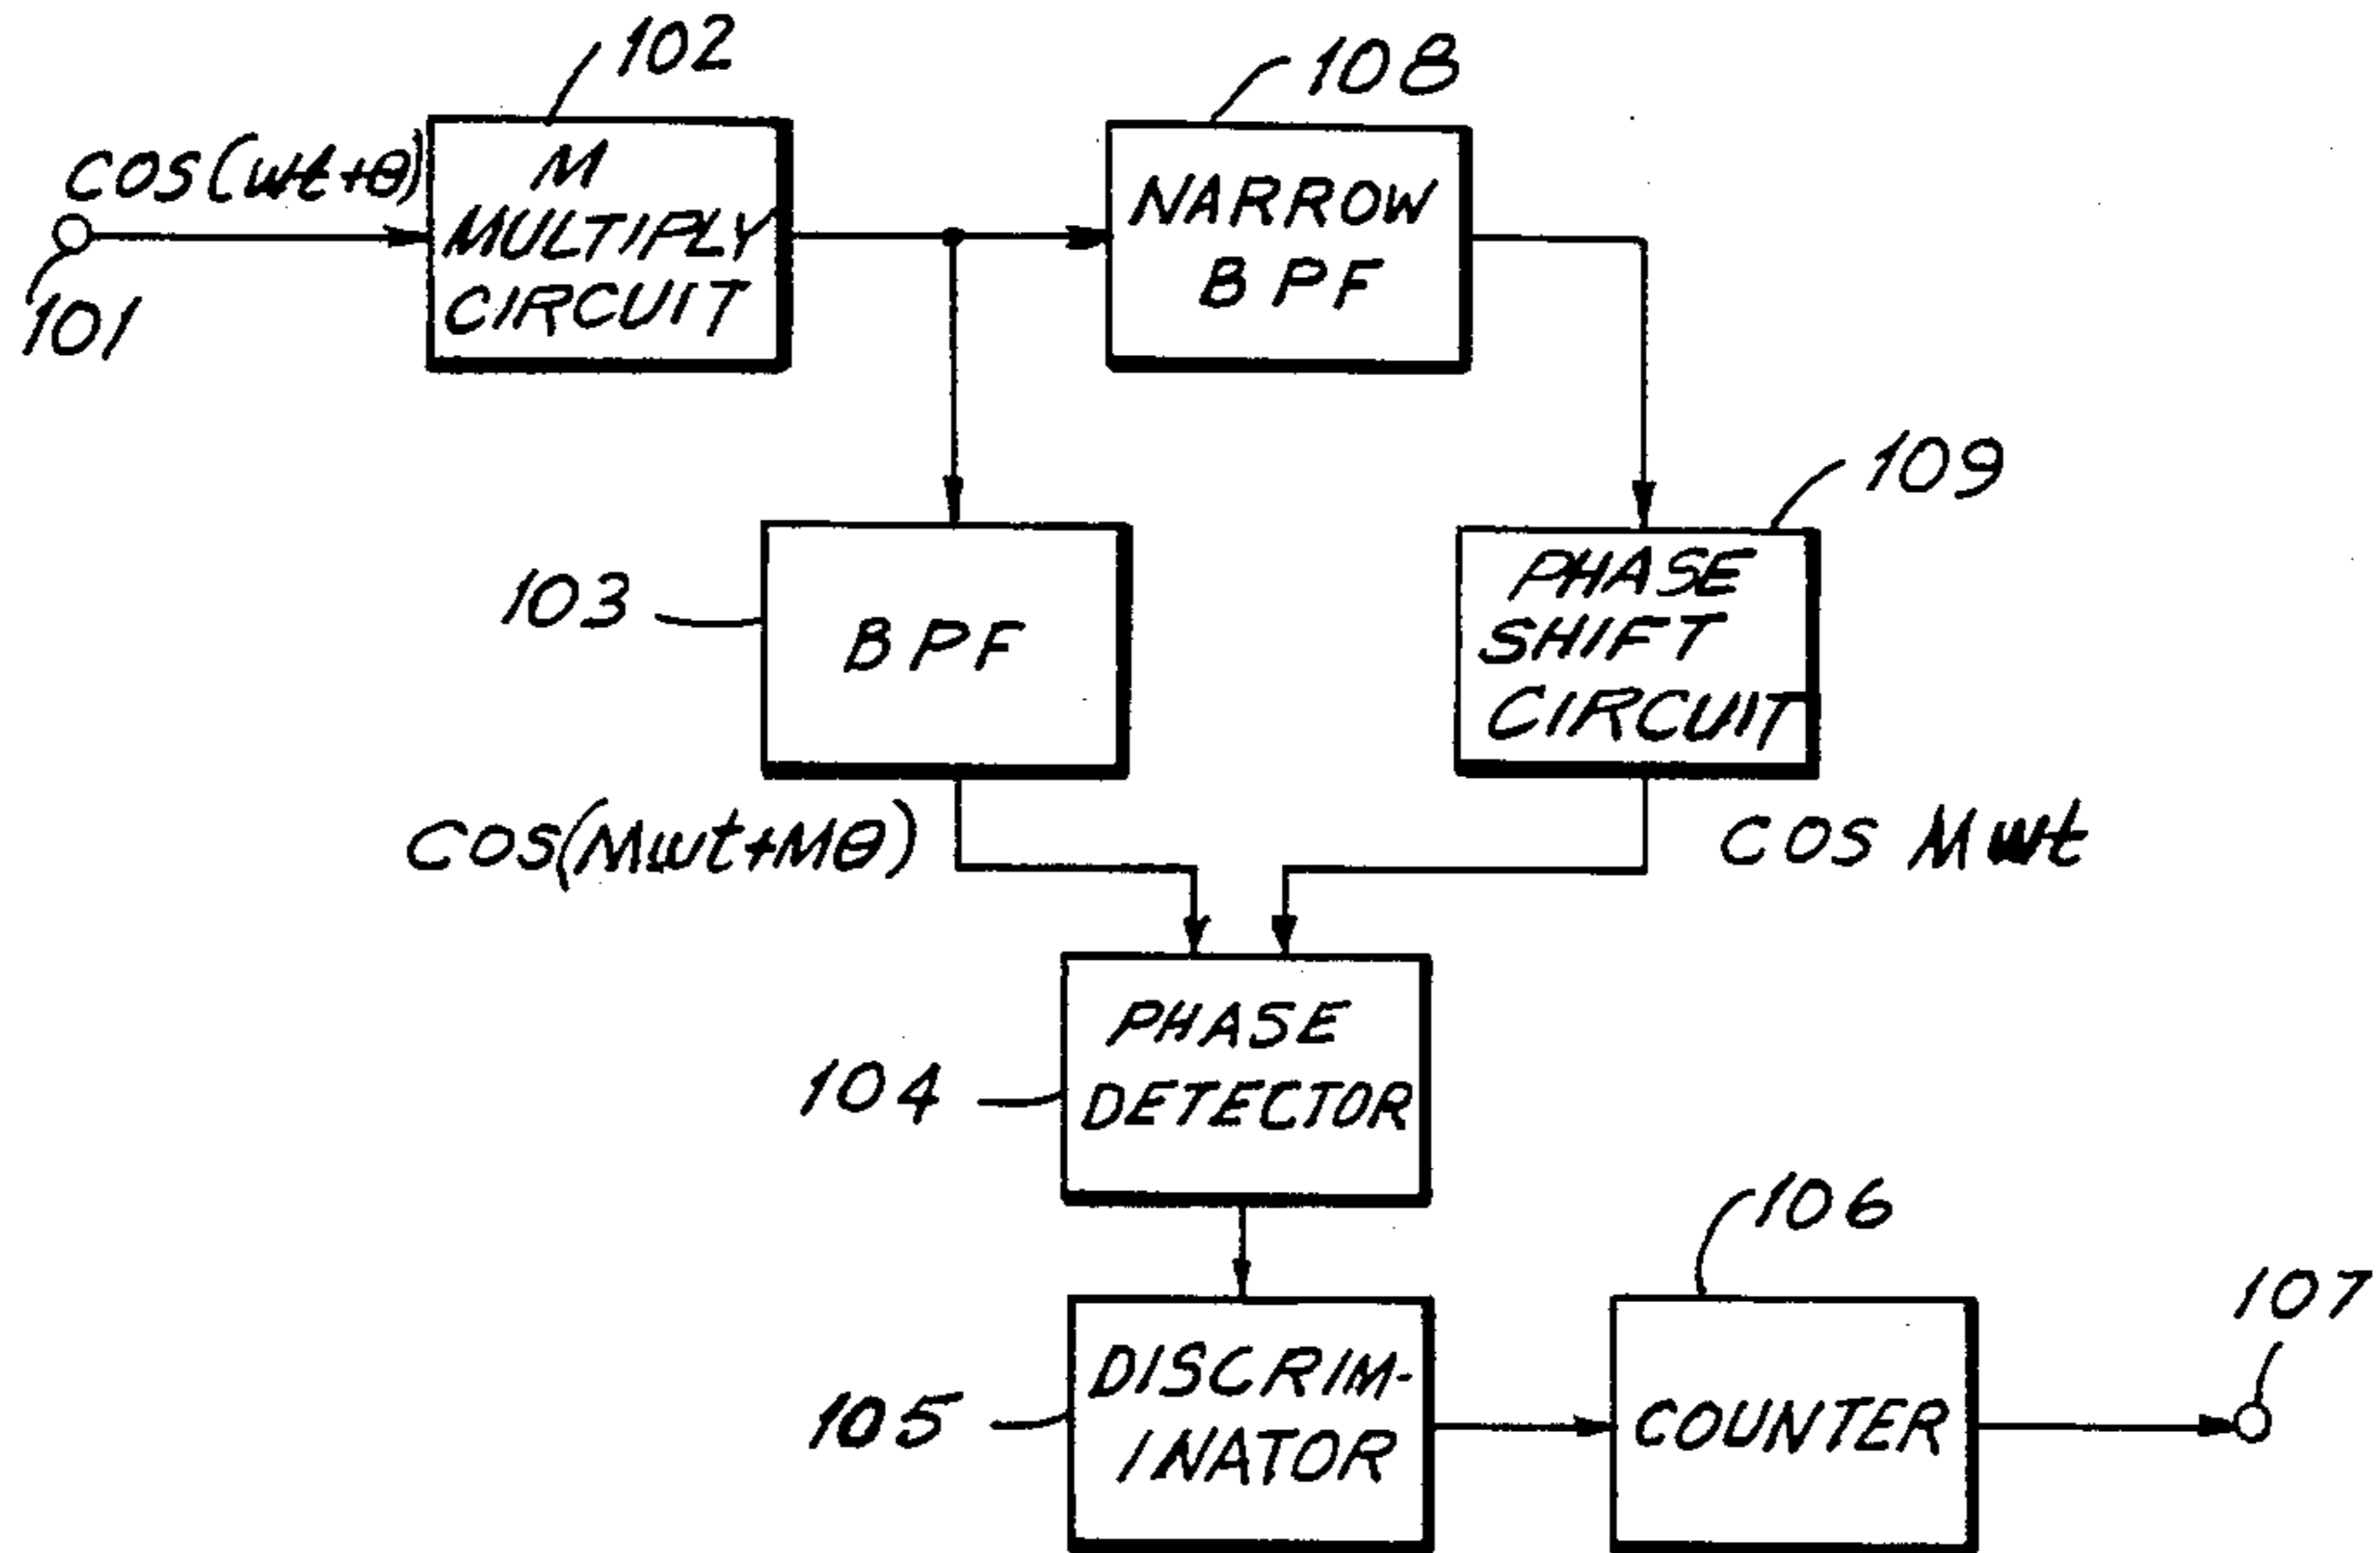 102
108
COS(wt+θ)
M
MULTIPLY
CIRCUIT
NARROW
BPF
101
109
103
BPF
PHASE
SHIFT
CIRCUIT
COS(Mwt+Mθ)
COS Mwt
PHASE
DETECTOR
104
106
107
DISCRIM-
INATOR
105
COUNTER